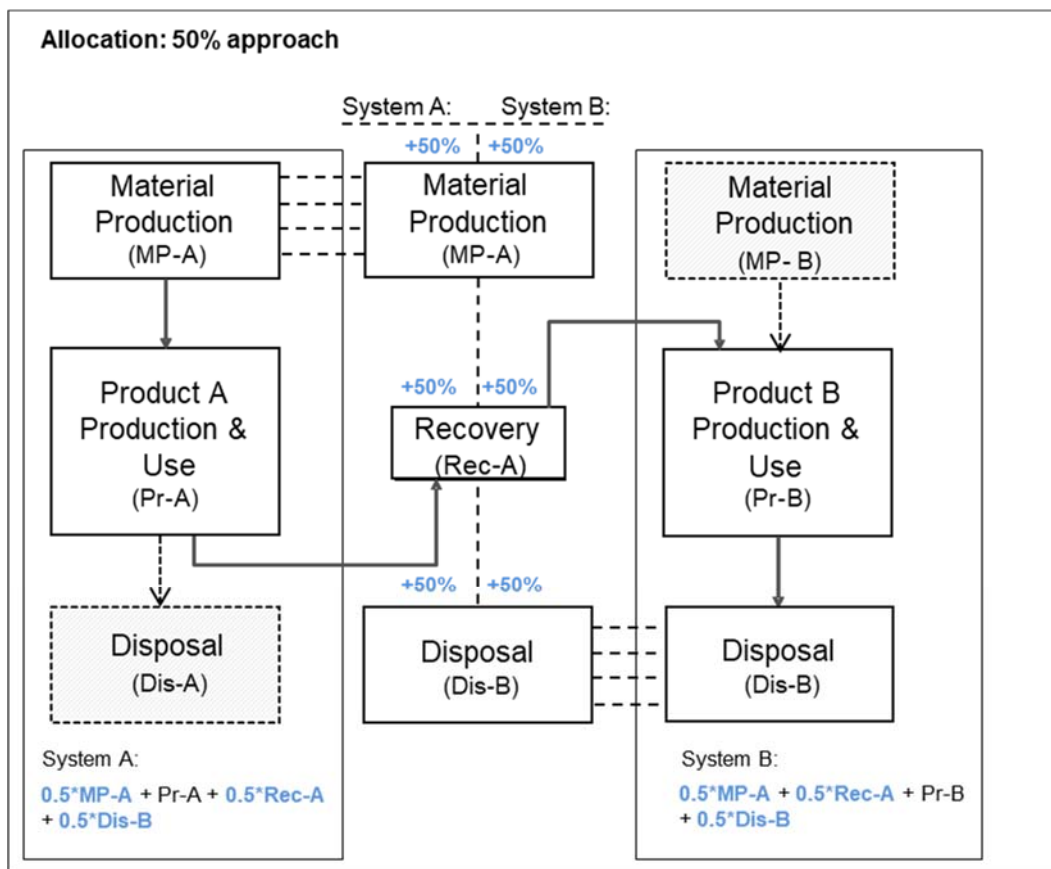 Allocation: 50% approach
System A:
System B:
+50%
+50%
Material
Production
(MP-A)
Material
Production
(MP-A)
Material
Production
(MP- B)
Product A
Production &
Use
(Pr-A)
+50%
+50%
Recovery
(Rec-A)
Product B
Production &
Use
(Pr-B)
+50%
+50%
Disposal
(Dis-A)
Disposal
(Dis-B)
Disposal
(Dis-B)
System A:
0.5*MP-A + Pr-A + 0.5*Rec-A
+ 0.5*Dis-B
System B:
0.5*MP-A + 0.5*Rec-A + Pr-B
+ 0.5*Dis-B